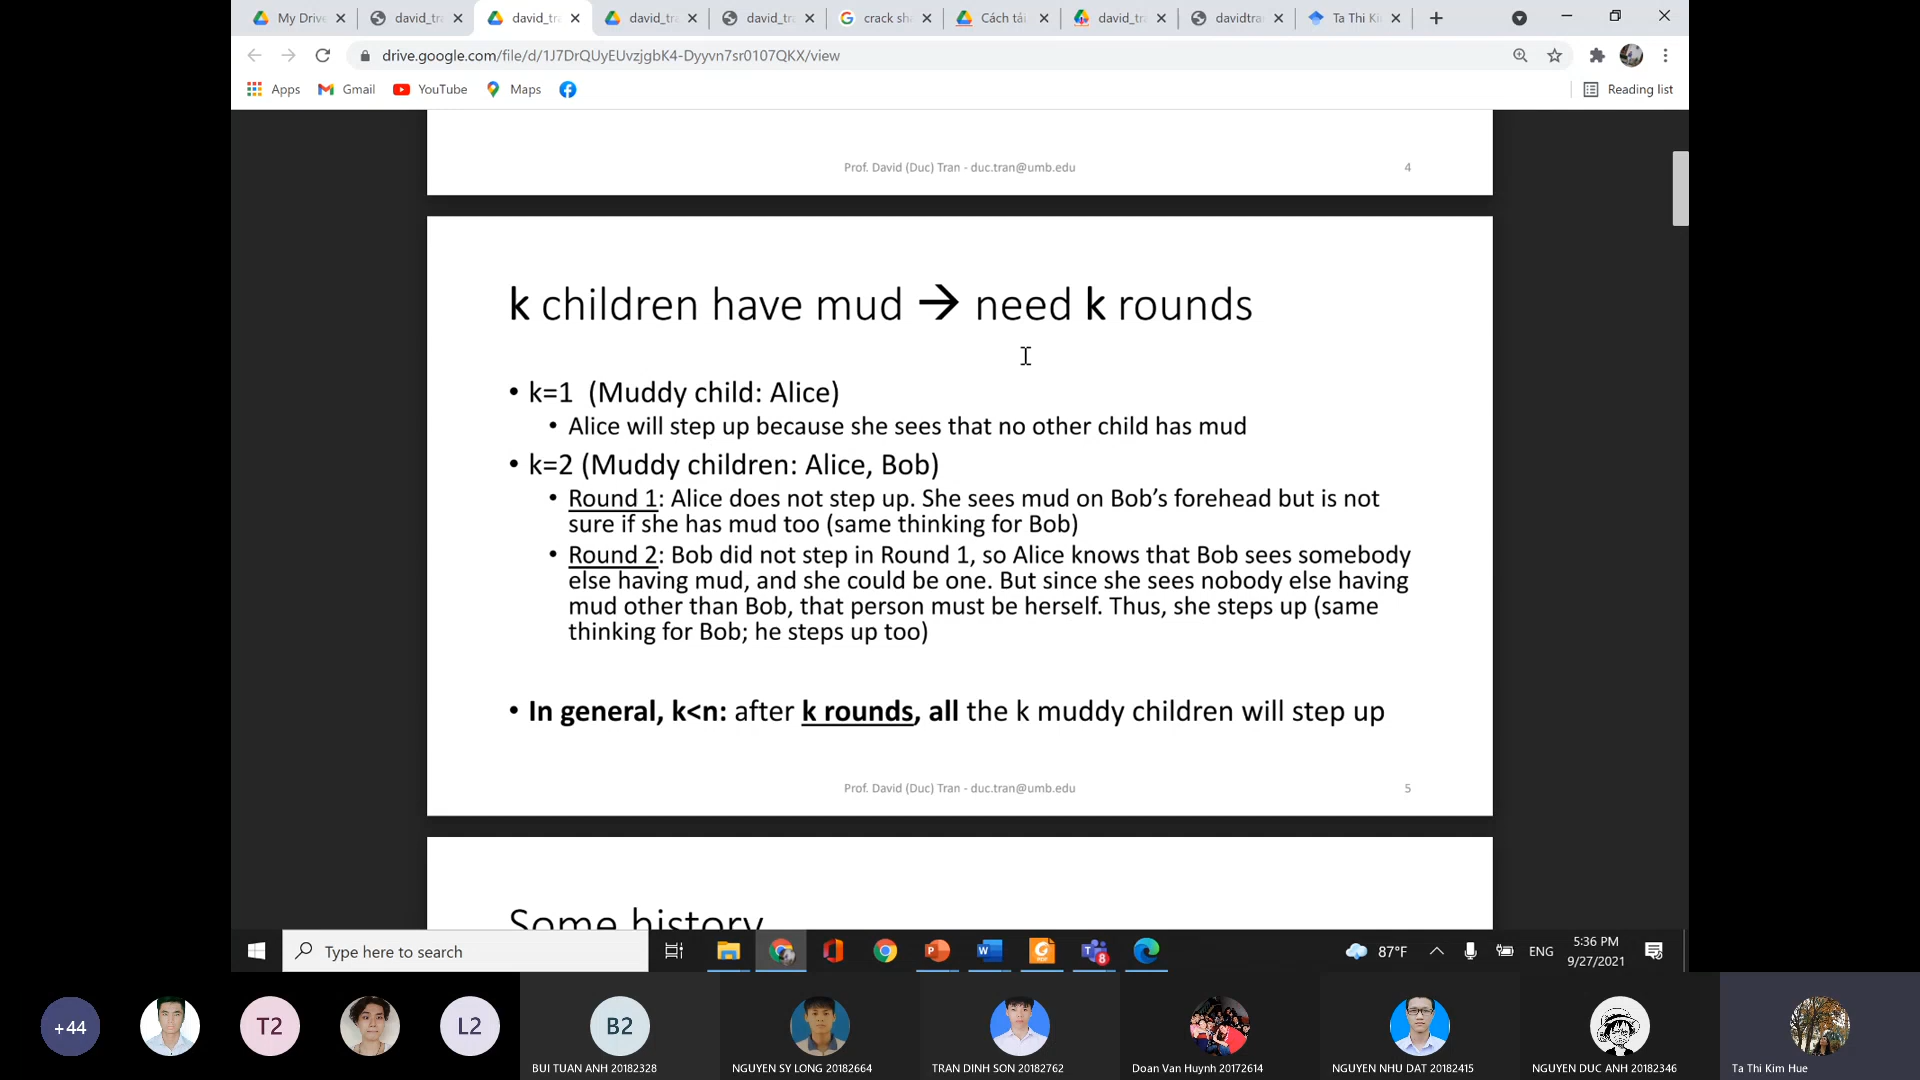 My Drive
david_tra
david_tra
david_tra
david_tra
crack sha
Cách tải
david_tra
davidtran
Ta Thi Ki
drive.google.com/file/d/1J7DrQUyEUvzjgbK4-Dyyvn7sr0107QKX/view
Apps
Gmail
YouTube
Maps
Reading list
Prof. David (Duc) Tran - duc.tran@umb.edu
4
k children have mud → need k rounds
• k=1 (Muddy child: Alice)
• Alice will step up because she sees that no other child has mud
• k=2 (Muddy children: Alice, Bob)
• Round 1: Alice does not step up. She sees mud on Bob’s forehead but is not
sure if she has mud too (same thinking for Bob)
• Round 2: Bob did not step in Round 1, so Alice knows that Bob sees somebody
else having mud, and she could be one. But since she sees nobody else having
mud other than Bob, that person must be herself. Thus, she steps up (same
thinking for Bob; he steps up too)
• In general, k<n: after k rounds, all the k muddy children will step up
Prof. David (Duc) Tran - duc.tran@umb.edu
5
Some history
Type here to search
8
87°F
ENG
5:36 PM
9/27/2021
+44
T2
L2
B2
BUI TUAN ANH 20182328
NGUYEN SY LONG 20182664
TRAN DINH SON 20182762
Doan Van Huynh 20172614
NGUYEN NHU DAT 20182415
NGUYEN DUC ANH 20182346
Ta Thi Kim Hue